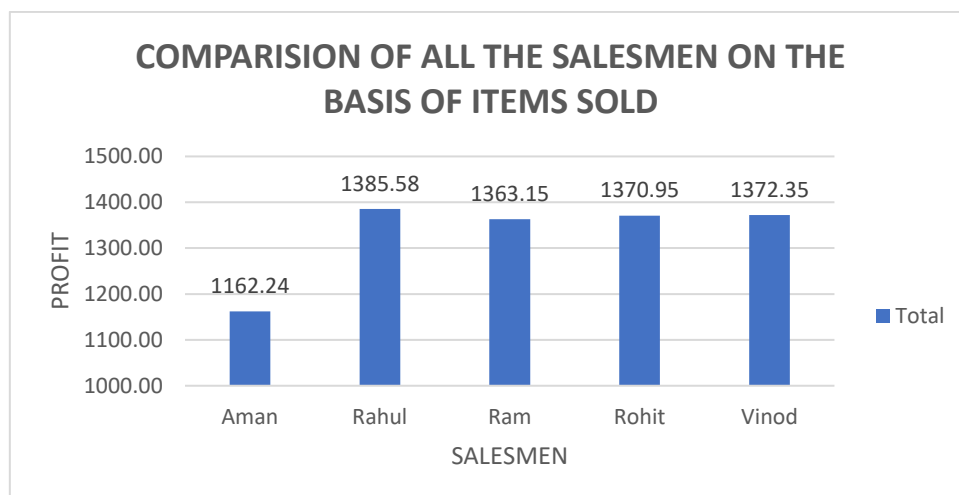 COMPARISION OF ALL THE SALESMEN ON THE
BASIS OF ITEMS SOLD
1500.00
1400.00
1300.00
1200.00
1100.00
1000.00
PROFIT
1162.24
1385.58
1363.15
1370.95
1372.35
Total
Aman Rahul Ram Rohit Vinod
SALESMEN